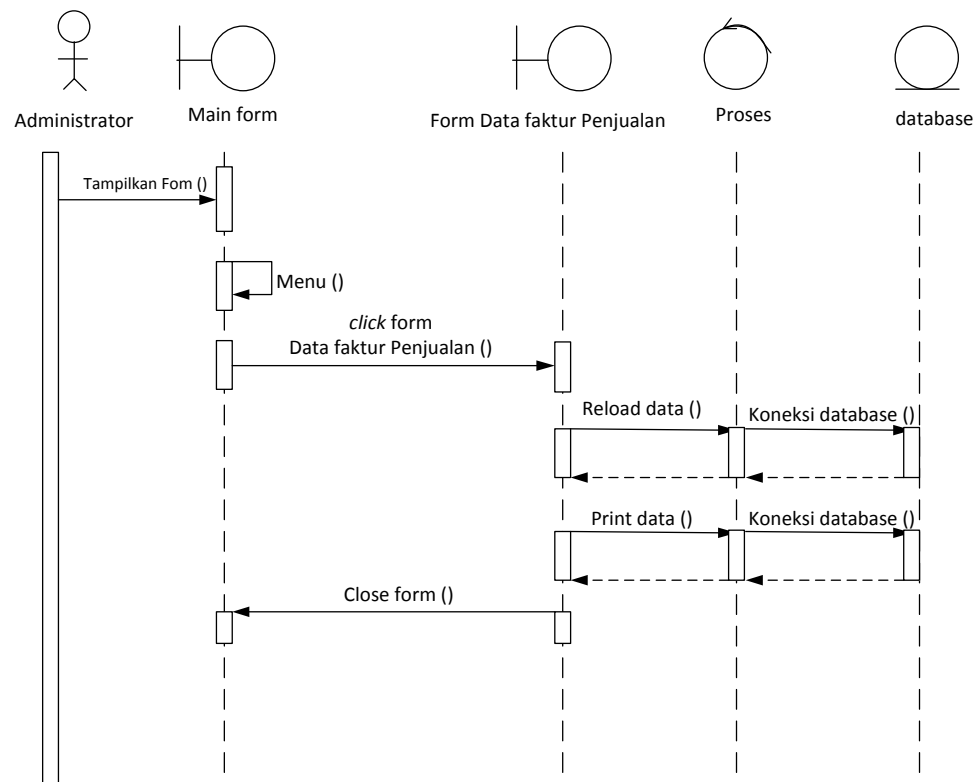 Administrator
Main form
Form Data faktur Penjualan
Proses
database
Tampilkan Fom ()
Menu ()
click form
Data faktur Penjualan ()
Reload data ()
Koneksi database ()
Print data ()
Koneksi database ()
Close form ()